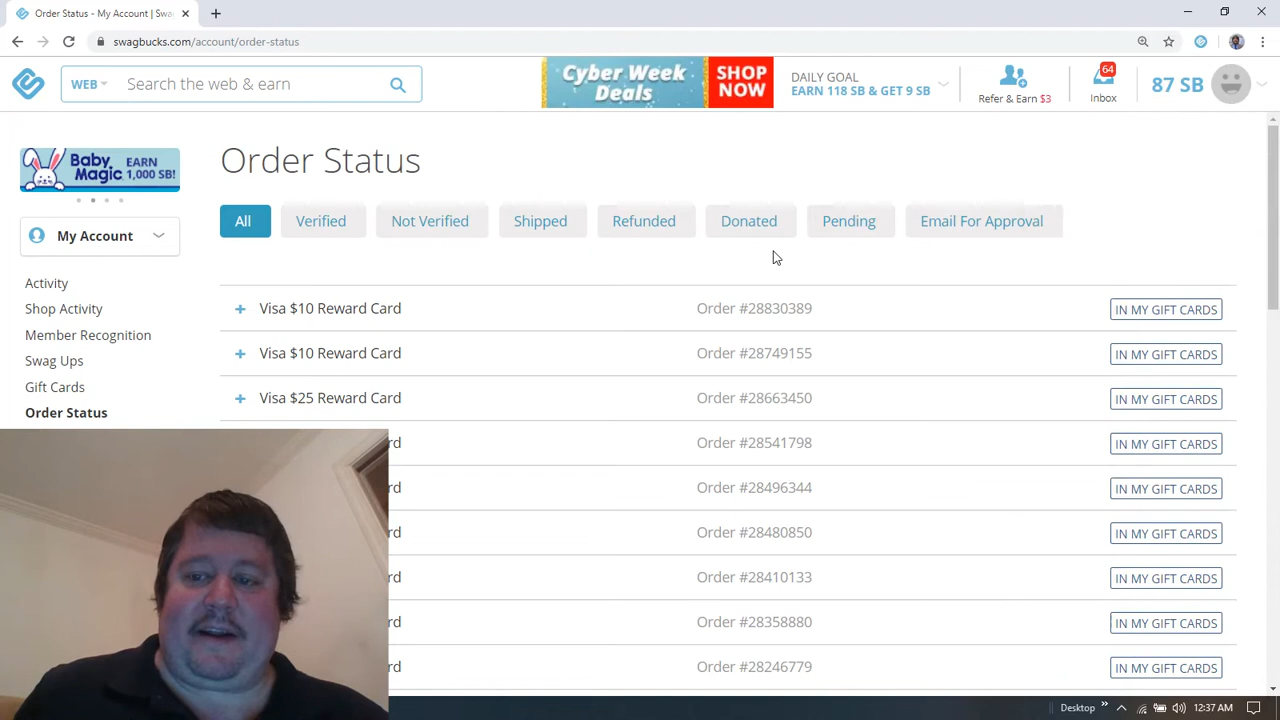 Order Status - My Account | Swa
swagbucks.com/account/order-status
WEB
Search the web & earn
Cyber Week
Deals
SHOP
NOW
DAILY GOAL
EARN 118 SB & GET 9 SB
Refer & Earn $3
64
Inbox
87 SB
Baby
Magic
EARN
1,000 SB!
My Account
Activity
Shop Activity
Member Recognition
Swag Ups
Gift Cards
Order Status
Order Status
All
Verified
Not Verified
Shipped
Refunded
Donated
Pending
Email For Approval
+ Visa $10 Reward Card Order #28830389 IN MY GIFT CARDS
+ Visa $10 Reward Card Order #28749155 IN MY GIFT CARDS
+ Visa $25 Reward Card Order #28663450 IN MY GIFT CARDS
rd Order #28541798 IN MY GIFT CARDS
rd Order #28496344 IN MY GIFT CARDS
rd Order #28480850 IN MY GIFT CARDS
rd Order #28410133 IN MY GIFT CARDS
rd Order #28358880 IN MY GIFT CARDS
rd Order #28246779 IN MY GIFT CARDS
Desktop
12:37 AM